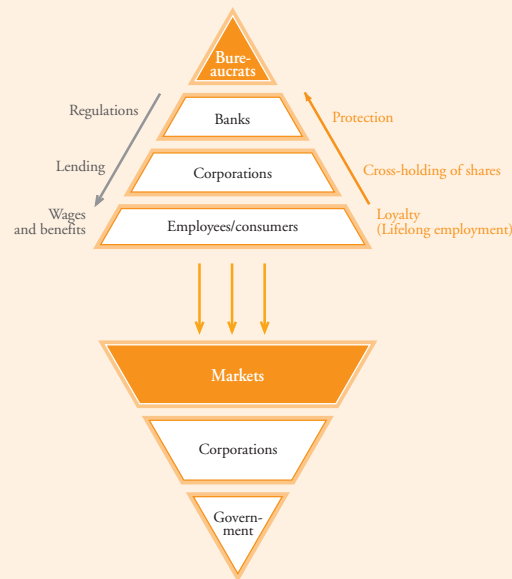 Bure-
aucrats
Regulations
Banks
Protection
Lending
Corporations
Cross-holding of shares
Wages
and benefits
Employees/consumers
Loyalty
(Lifelong employment)
Markets
Corporations
Govern-
ment